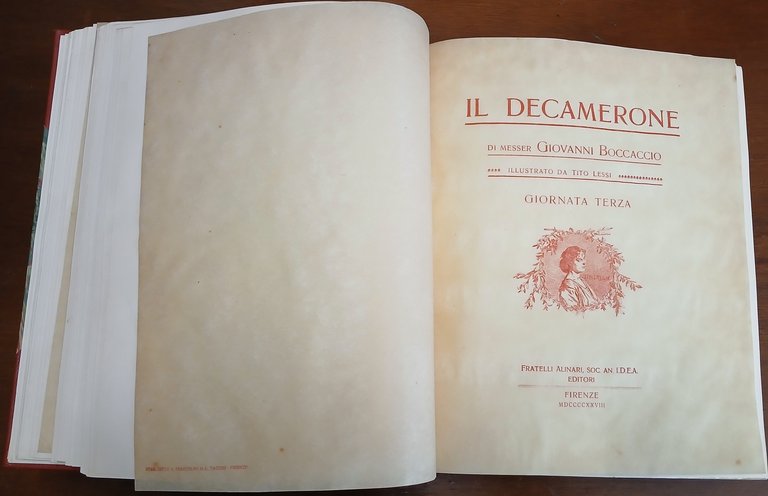 IL DECAMERONE
DI MESSER GIOVANNI BOCCACCIO
ILLUSTRATO DA TITO LESSI
GIORNATA TERZA
FRATELLI ALINARI, SOC. AN. I.D.E.A.
EDITORI
FIRENZE
MDCCCCXXVIII